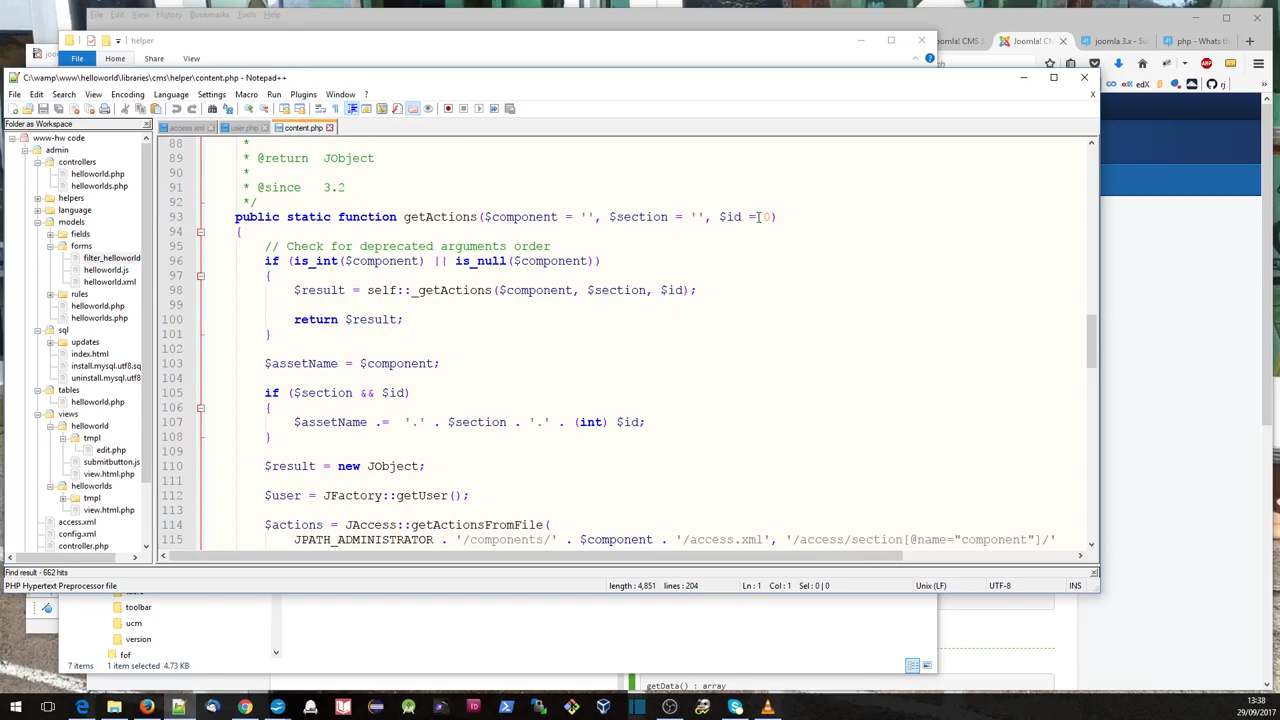 File Edit View History Bookmarks Tools Help
helper
File Home Share View
Joomla! CMS 3
Joomla! CMS
joomla 3.x - Su
php - Whats th
edX
rj
C:\wamp\www\helloworld\libraries\cms\helper\content.php - Notepad++
File Edit Search View Encoding Language Settings Macro Run Plugins Window ?
X
Folder as Workspace
access.xml user.php content.php
www-hw code
admin
controllers
helloworld.php
helloworlds.php
helpers
language
models
fields
forms
filter_helloworld
helloworld.js
helloworld.xml
rules
helloworld.php
helloworlds.php
sql
updates
index.html
install.mysql.utf8.sq
uninstall.mysql.utf8
tables
helloworld.php
views
helloworld
tmpl
edit.php
submitbutton.js
view.html.php
helloworlds
tmpl
view.html.php
access.xml
config.xml
controller.php
88 *
89 * @return JObject
90 *
91 * @since 3.2
92 */
93 public static function getActions($component = '', $section = '', $id = 0)
94 {
95 // Check for deprecated arguments order
96 if (is_int($component) || is_null($component))
97 {
98 $result = self::_getActions($component, $section, $id);
99
100 return $result;
101 }
102
103 $assetName = $component;
104
105 if ($section && $id)
106 {
107 $assetName .= '.' . $section . '.' . (int) $id;
108 }
109
110 $result = new JObject;
111
112 $user = JFactory::getUser();
113
114 $actions = JAccess::getActionsFromFile(
115 JPATH_ADMINISTRATOR . '/components/' . $component . '/access.xml', '/access/section[@name="component"]/'
Find result - 662 hits
PHP Hypertext Preprocessor file length : 4,851 lines : 204 Ln : 1 Col : 1 Sel : 0 | 0 Unix (LF) UTF-8 INS
toolbar
ucm
version
fof
7 items 1 item selected 4.73 KB
getData() : array
13:38
29/09/2017